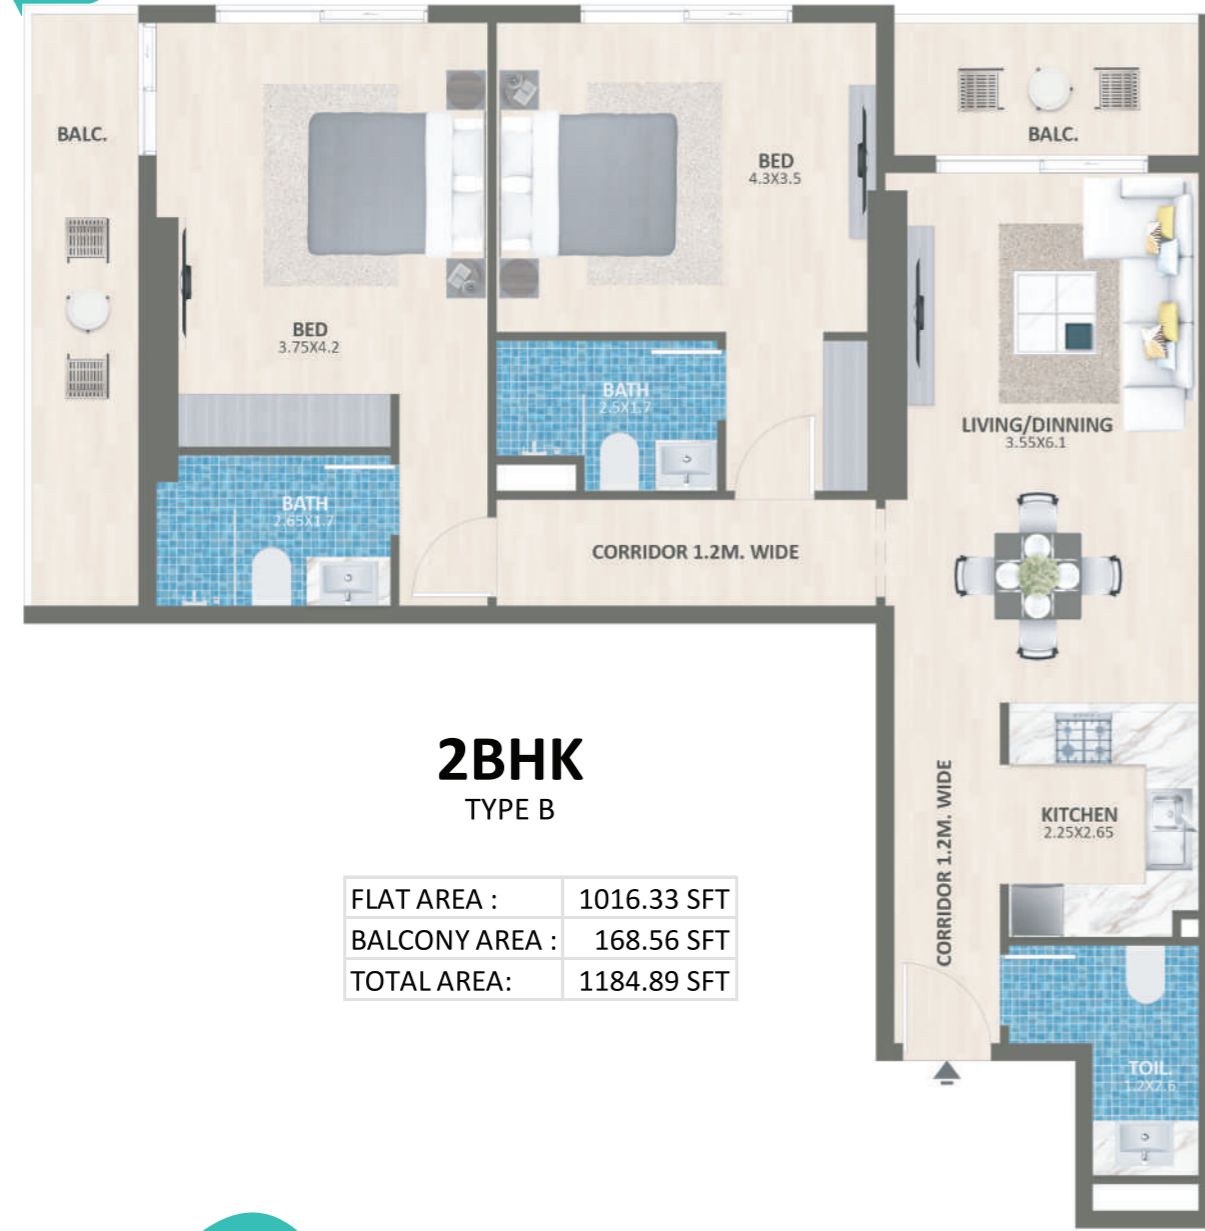 BALC.
BALC.
BED
4.3X3.5
BED
3.75X4.2
BATH
2.5X1.7
LIVING/DINNING
3.55X6.1
BATH
2.65X1.7
CORRIDOR 1.2M. WIDE
2BHK
TYPE B
CORRIDOR 1.2M. WIDE
KITCHEN
2.25X2.65
FLAT AREA : 1016.33 SFT
BALCONY AREA : 168.56 SFT
TOTAL AREA: 1184.89 SFT
TOIL.
1.2X2.6